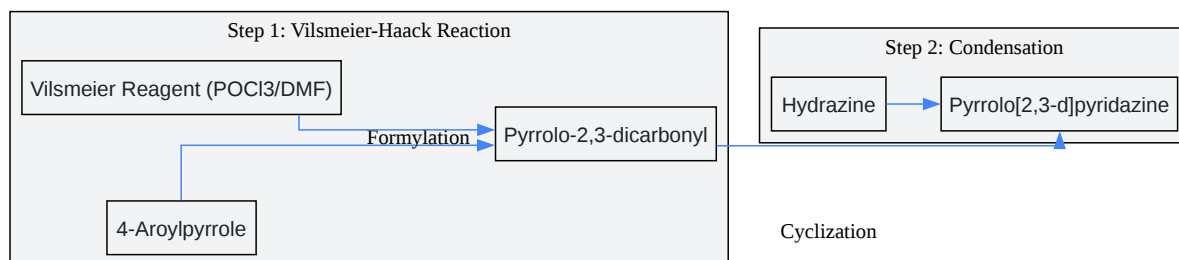 Step 1: Vilsmeier-Haack Reaction
Vilsmeier Reagent (POCl3/DMF)
Formylation
Pyrrolo-2,3-dicarbonyl
4-Aroylpyrrole
Step 2: Condensation
Hydrazine
Pyrrolo[2,3-d]pyridazine
Cyclization